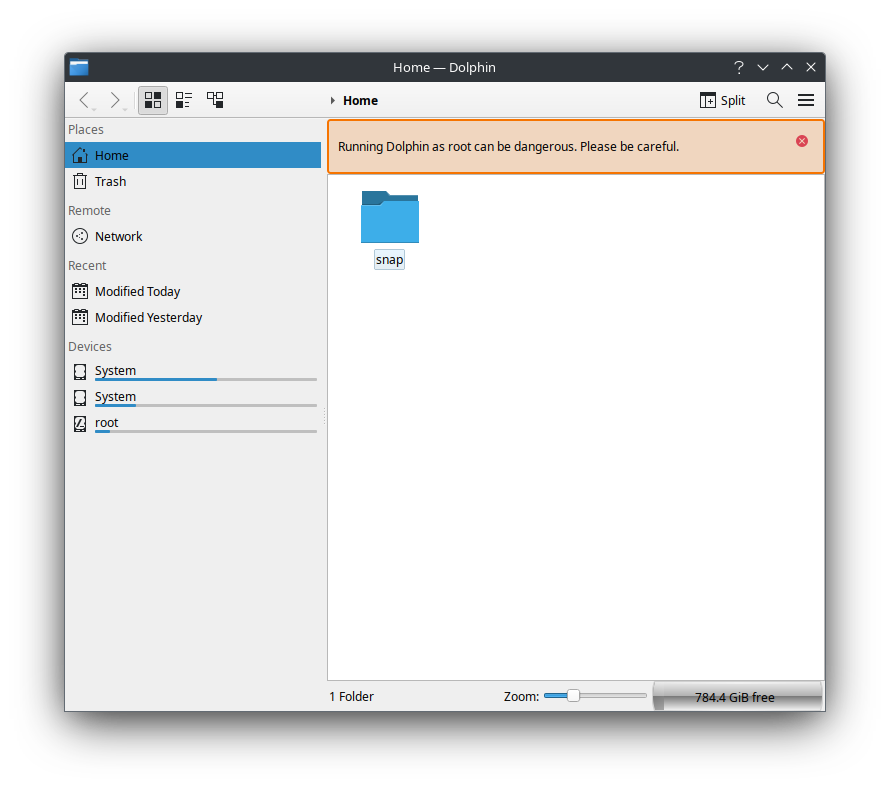 Home — Dolphin
Home
Split
Places
Home
Trash
Remote
Network
Recent
Modified Today
Modified Yesterday
Devices
System
System
root
Running Dolphin as root can be dangerous. Please be careful.
snap
1 Folder
Zoom:
784.4 GiB free